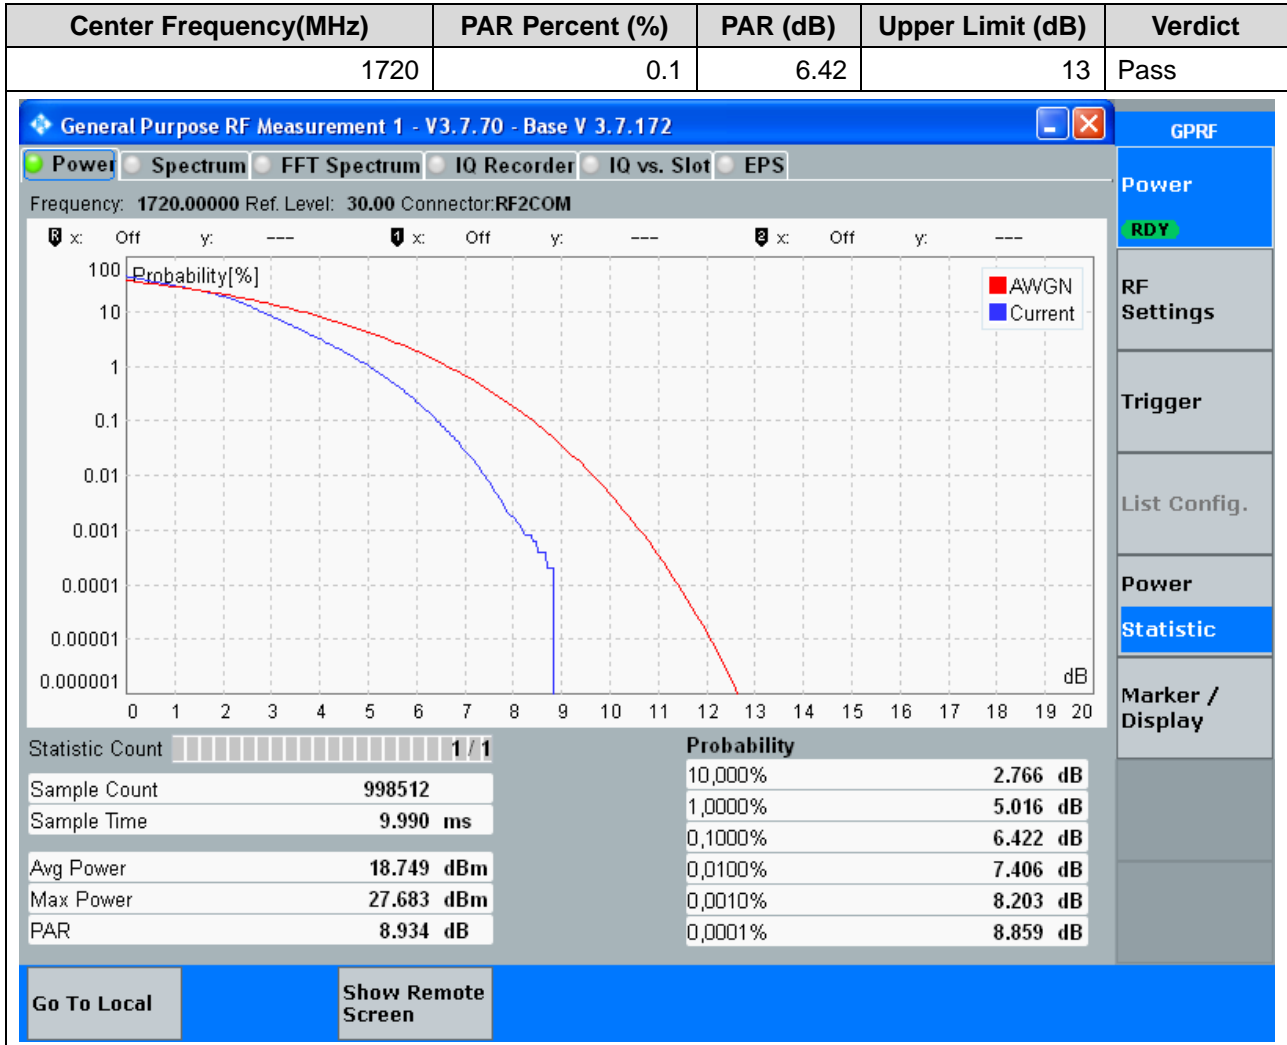 Center Frequency(MHz) PAR Percent (%) PAR (dB) Upper Limit (dB) Verdict
1720 0.1 6.42 13 Pass
General Purpose RF Measurement 1 - V3.7.70 - Base V 3.7.172
GPRF
Power Spectrum FFT Spectrum IQ Recorder IQ vs. Slot EPS
Power
RDY
Frequency: 1720.00000 Ref. Level: 30.00 Connector:RF2COM
R x: Off y: --- 1 x: Off y: --- 2 x: Off y: ---
Probability[%]
100
10
1
0.1
0.01
0.001
0.0001
0.00001
0.000001
AWGN
Current
dB
0 1 2 3 4 5 6 7 8 9 10 11 12 13 14 15 16 17 18 19 20
RF
Settings
Trigger
List Config.
Power
Statistic
Marker /
Display
Statistic Count 1 / 1
Sample Count 998512
Sample Time 9.990 ms
Avg Power 18.749 dBm
Max Power 27.683 dBm
PAR 8.934 dB
Probability
10,000% 2.766 dB
1,0000% 5.016 dB
0,1000% 6.422 dB
0,0100% 7.406 dB
0,0010% 8.203 dB
0,0001% 8.859 dB
Go To Local
Show Remote
Screen